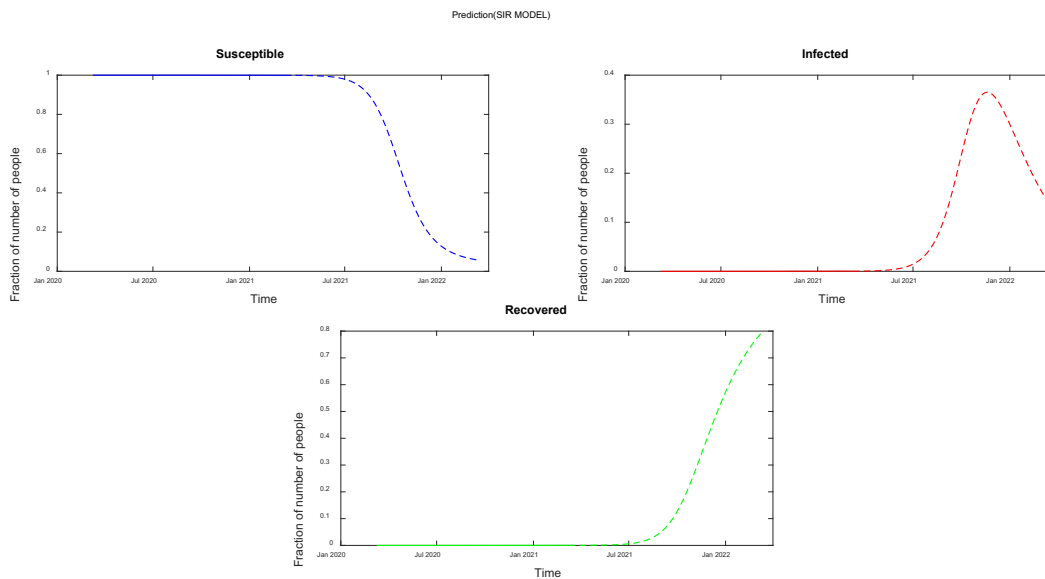 Prediction(SIR MODEL)
Susceptible
Fraction of number of people
1
0.8
0.6
0.4
0.2
0
Jan 2020 Jul 2020 Jan 2021 Jul 2021 Jan 2022
Time
Infected
Fraction of number of people
0.4
0.3
0.2
0.1
0
Jan 2020 Jul 2020 Jan 2021 Jul 2021 Jan 2022
Time
Recovered
Fraction of number of people
0.8
0.7
0.6
0.5
0.4
0.3
0.2
0.1
0
Jan 2020 Jul 2020 Jan 2021 Jul 2021 Jan 2022
Time